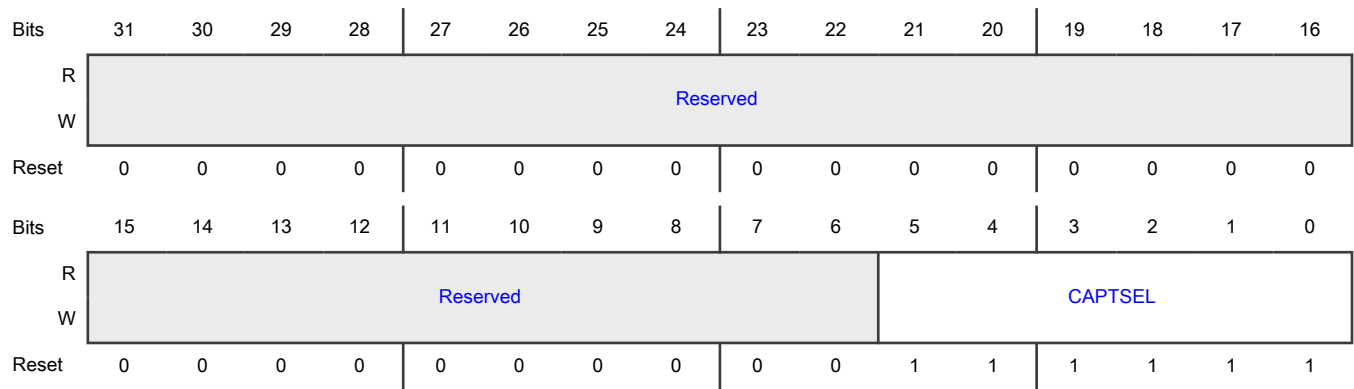 Bits 31 30 29 28 27 26 25 24 23 22 21 20 19 18 17 16
R
Reserved
W
Reset 0 0 0 0 0 0 0 0 0 0 0 0 0 0 0 0
Bits 15 14 13 12 11 10 9 8 7 6 5 4 3 2 1 0
R
Reserved CAPTSEL
W
Reset 0 0 0 0 0 0 0 0 0 0 1 1 1 1 1 1